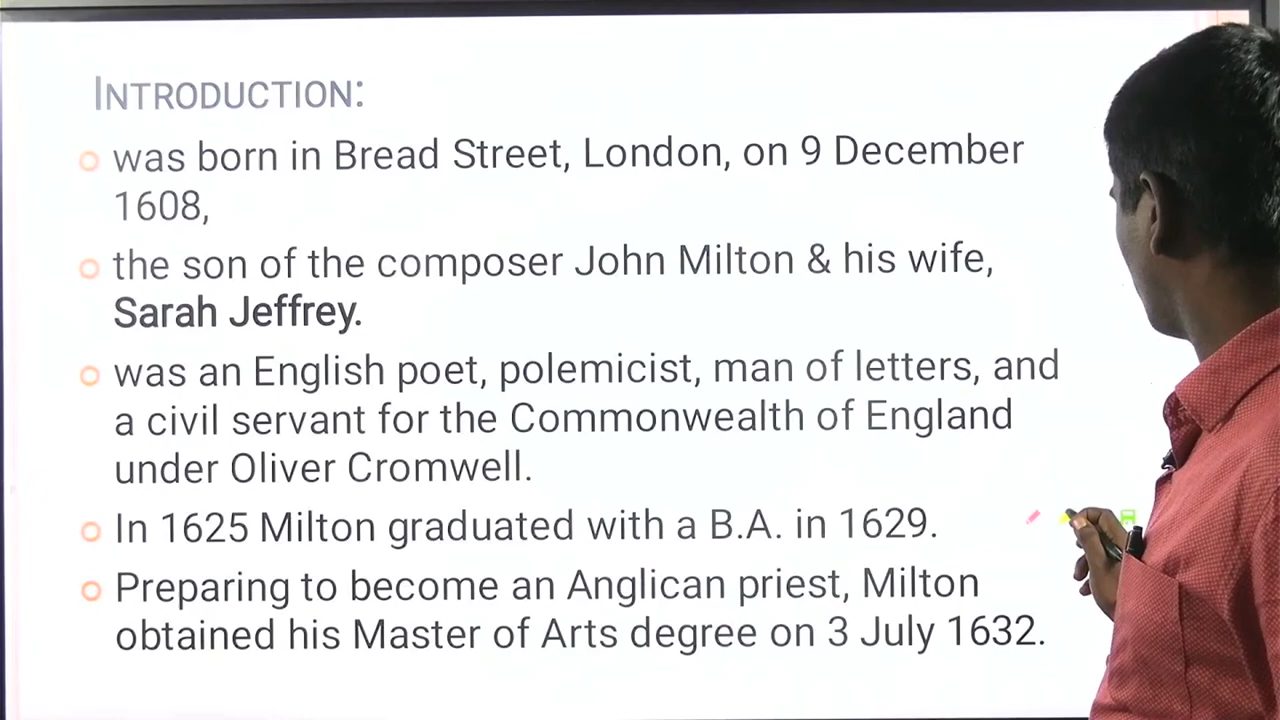 INTRODUCTION:
was born in Bread Street, London, on 9 December
1608,
the son of the composer John Milton & his wife,
Sarah Jeffrey.
was an English poet, polemicist, man of letters, and
a civil servant for the Commonwealth of England
under Oliver Cromwell.
In 1625 Milton graduated with a B.A. in 1629.
Preparing to become an Anglican priest, Milton
obtained his Master of Arts degree on 3 July 1632.